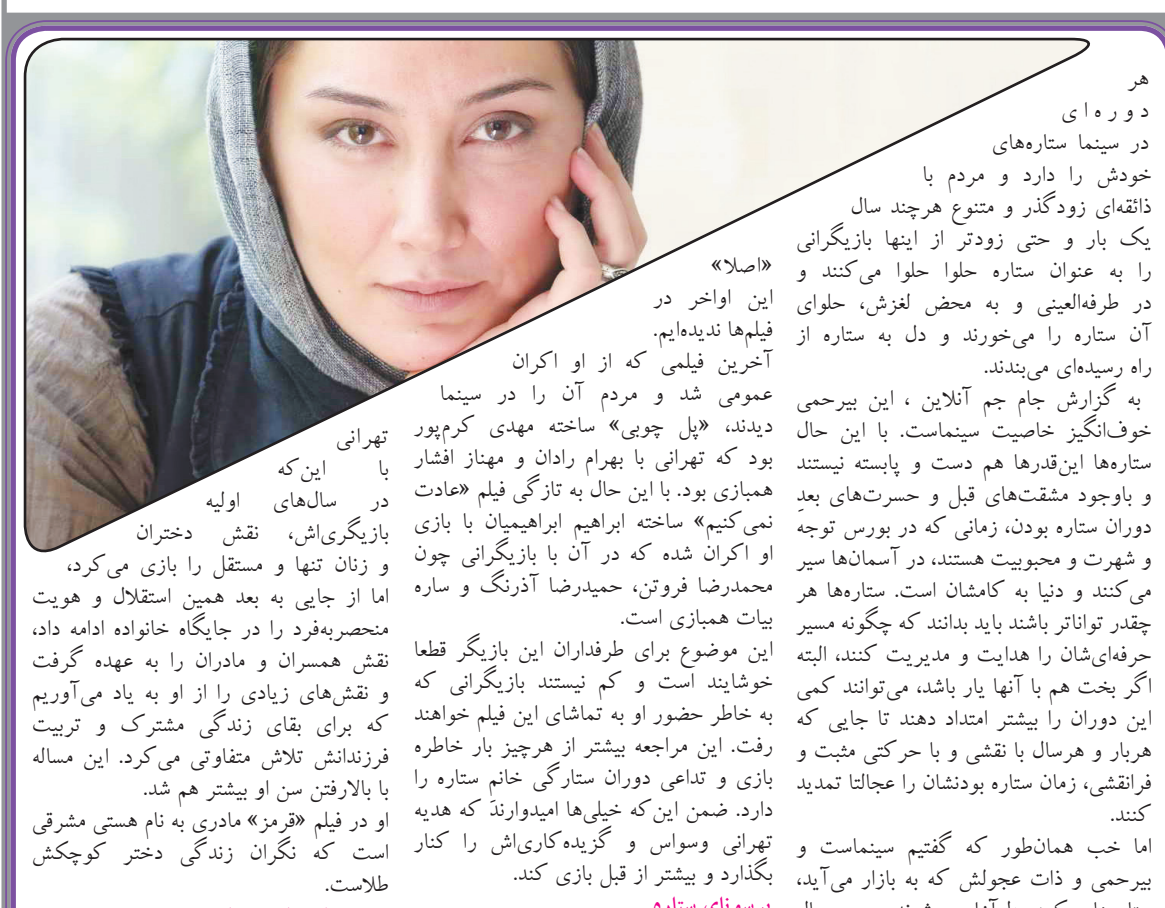 هر
دوره‌ای
در سینما ستاره‌های
خودش را دارد و مردم با
ذائقه‌ای زودگذر و متنوع هرچند سال
یک بار و حتی زودتر از اینها بازیگرانی
را به عنوان ستاره حلوا حلوا می‌کنند و
در طرفه‌العینی و به محض لغزش، حلوای
آن ستاره را می‌خورند و دل به ستاره از
راه رسیده‌ای می‌بندند.
به گزارش جام جم آنلاین ، این بیرحمی
خوف‌انگیز خاصیت سینماست. با این حال
ستاره‌ها این‌قدرها هم دست و پابسته نیستند
و باوجود مشقت‌های قبل و حسرت‌های بعدِ
دوران ستاره بودن، زمانی که در بورس توجه
و شهرت و محبوبیت هستند، در آسمان‌ها سیر
می‌کنند و دنیا به کامشان است. ستاره‌ها هر
چقدر تواناتر باشند باید بدانند که چگونه مسیر
حرفه‌ای‌شان را هدایت و مدیریت کنند، البته
اگر بخت هم با آنها یار باشد، می‌توانند کمی
این دوران را بیشتر امتداد دهند تا جایی که
هربار و هرسال با نقشی و با حرکتی مثبت و
فرانقشی، زمان ستاره بودنشان را عجالتا تمدید
کنند.
اما خب همان‌طور که گفتیم سینماست و
بیرحمی و ذات عجولش که به بازار می‌آید،
«اصلا»
این اواخر در
فیلم‌ها ندیده‌ایم.
آخرین فیلمی که از او اکران
عمومی شد و مردم آن را در سینما
دیدند، «پل چوبی» ساخته مهدی کرم‌پور
بود که تهرانی با بهرام رادان و مهناز افشار
همبازی بود. با این حال به تازگی فیلم «عادت
نمی‌کنیم» ساخته ابراهیم ابراهیمیان با بازی
او اکران شده که در آن با بازیگرانی چون
محمدرضا فروتن، حمیدرضا آذرنگ و ساره
بیات همبازی است.
این موضوع برای طرفداران این بازیگر قطعا
خوشایند است و کم نیستند بازیگرانی که
به خاطر حضور او به تماشای این فیلم خواهند
رفت. این مراجعه بیشتر از هرچیز بار خاطره
بازی و تداعی دوران ستارگی خانم ستاره را
دارد. ضمن این‌که خیلی‌ها امیدوارندَ که هدیه
تهرانی وسواس و گزیده‌کاری‌اش را کنار
بگذارد و بیشتر از قبل بازی کند.
تهرانی
با این‌که
در سال‌های اولیه
بازیگری‌اش، نقش دختران
و زنان تنها و مستقل را بازی می‌کرد،
اما از جایی به بعد همین استقلال و هویت
منحصربه‌فرد را در جایگاه خانواده ادامه داد،
نقش همسران و مادران را به عهده گرفت
و نقش‌های زیادی را از او به یاد می‌آوریم
که برای بقای زندگی مشترک و تربیت
فرزندانش تلاش متفاوتی می‌کرد. این مساله
با بالارفتن سن او بیشتر هم شد.
او در فیلم «قرمز» مادری به نام هستی مشرقی
است که نگران زندگی دختر کوچکش
طلاست.